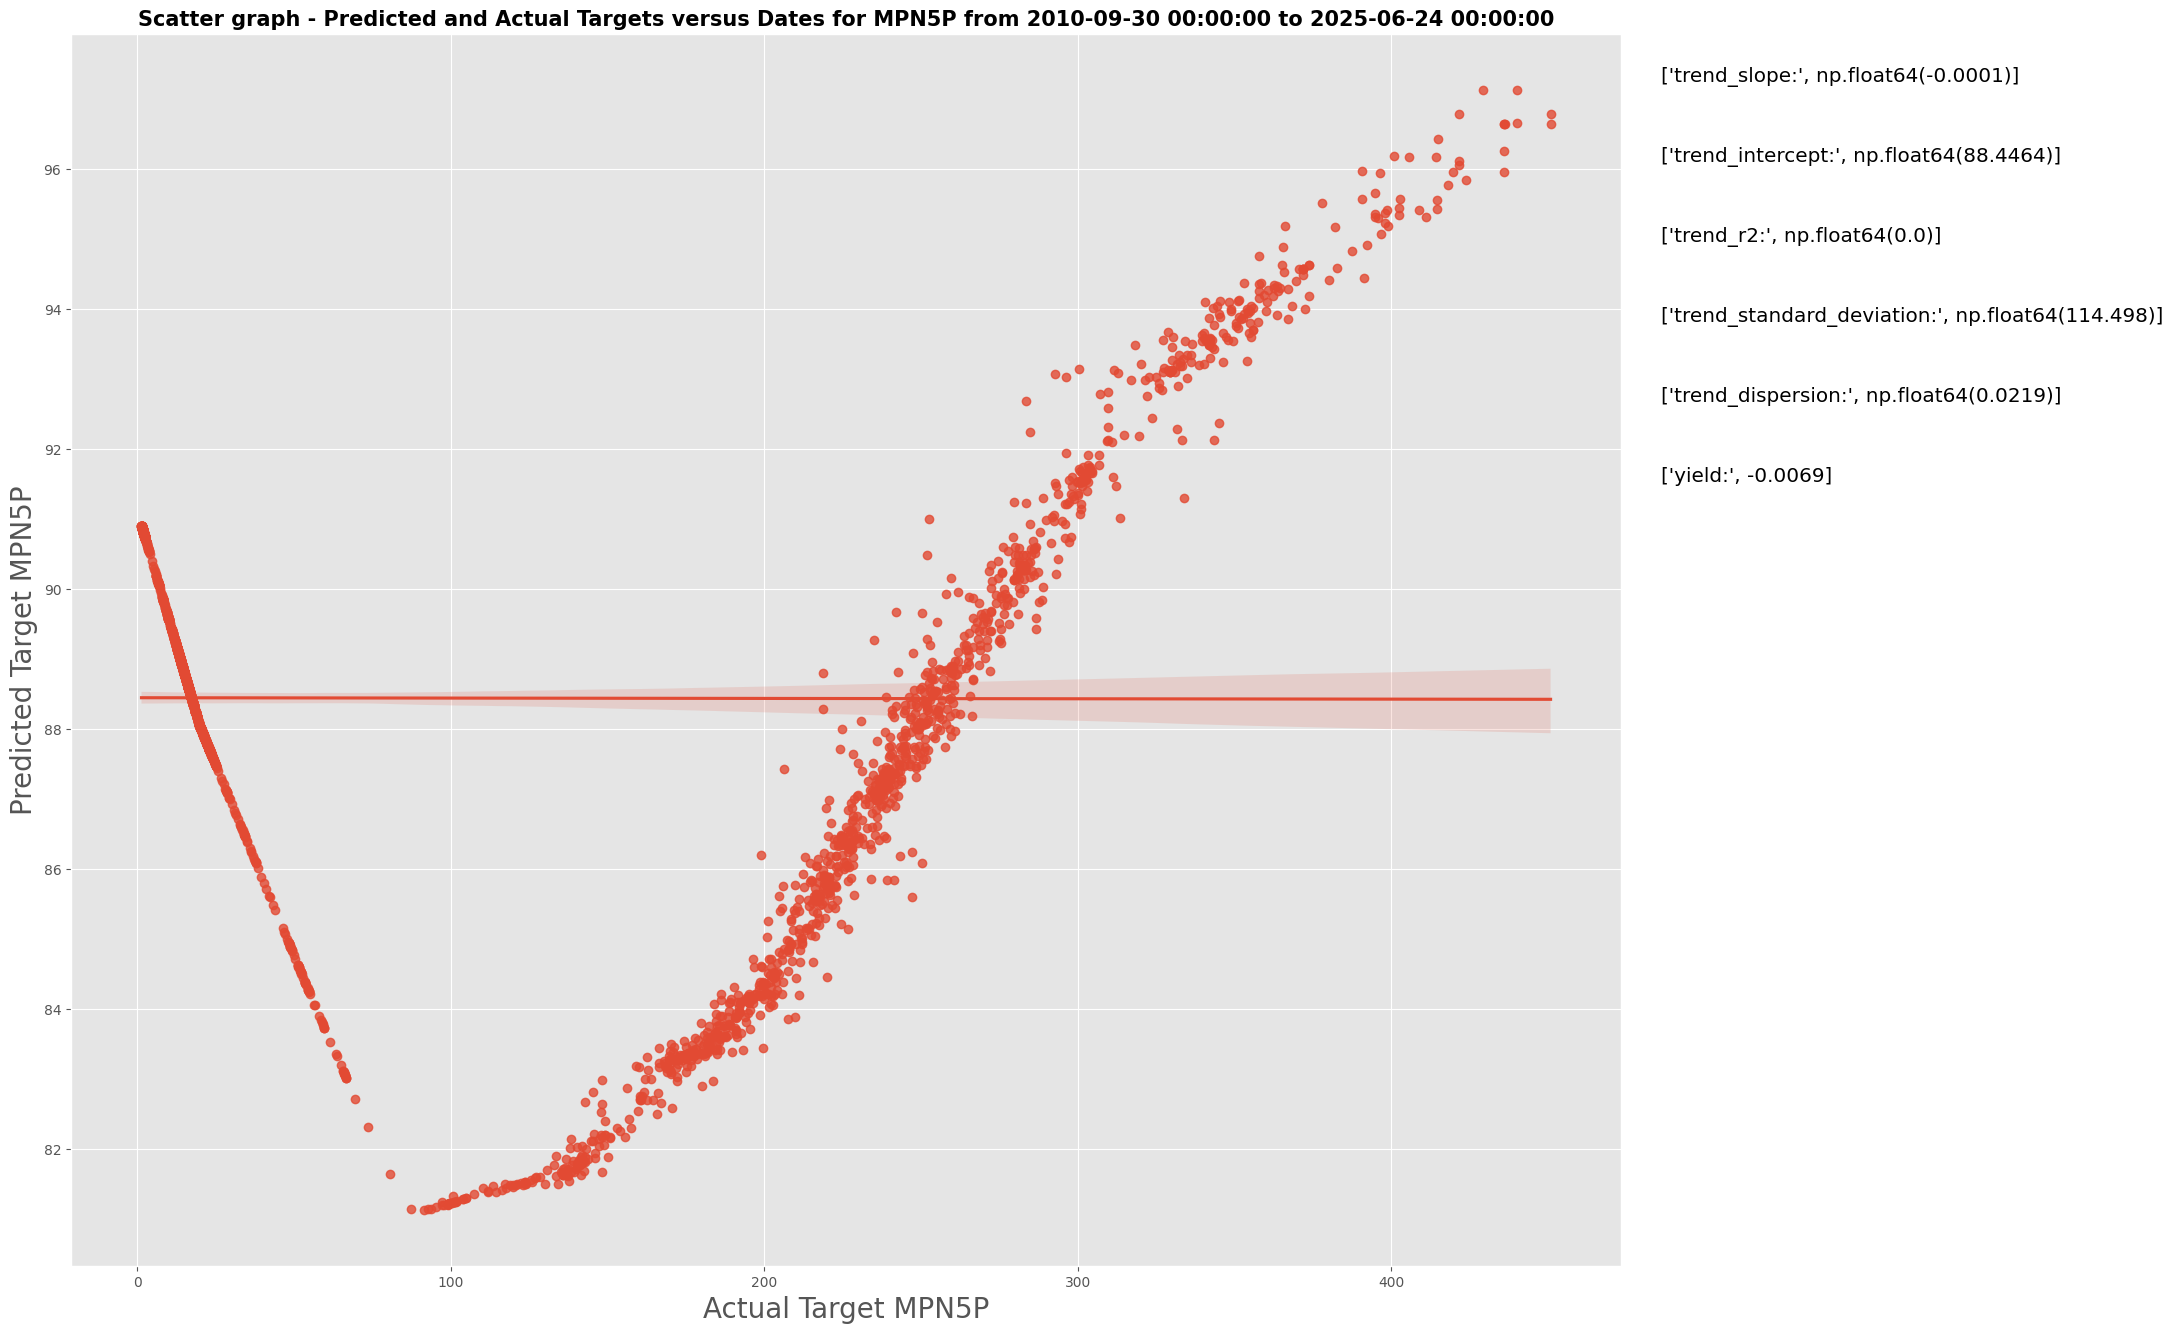 Scatter graph - Predicted and Actual Targets versus Dates for MPN5P from 2010-09-30 00:00:00 to 2025-06-24 00:00:00
['trend_slope:', np.float64(-0.0001)]
['trend_intercept:', np.float64(88.4464)]
['trend_r2:', np.float64(0.0)]
['trend_standard_deviation:', np.float64(114.498)]
['trend_dispersion:', np.float64(0.0219)]
['yield:', -0.0069]
Predicted Target MPN5P
96
94
92
90
88
86
84
82
0
100
200
300
400
Actual Target MPN5P